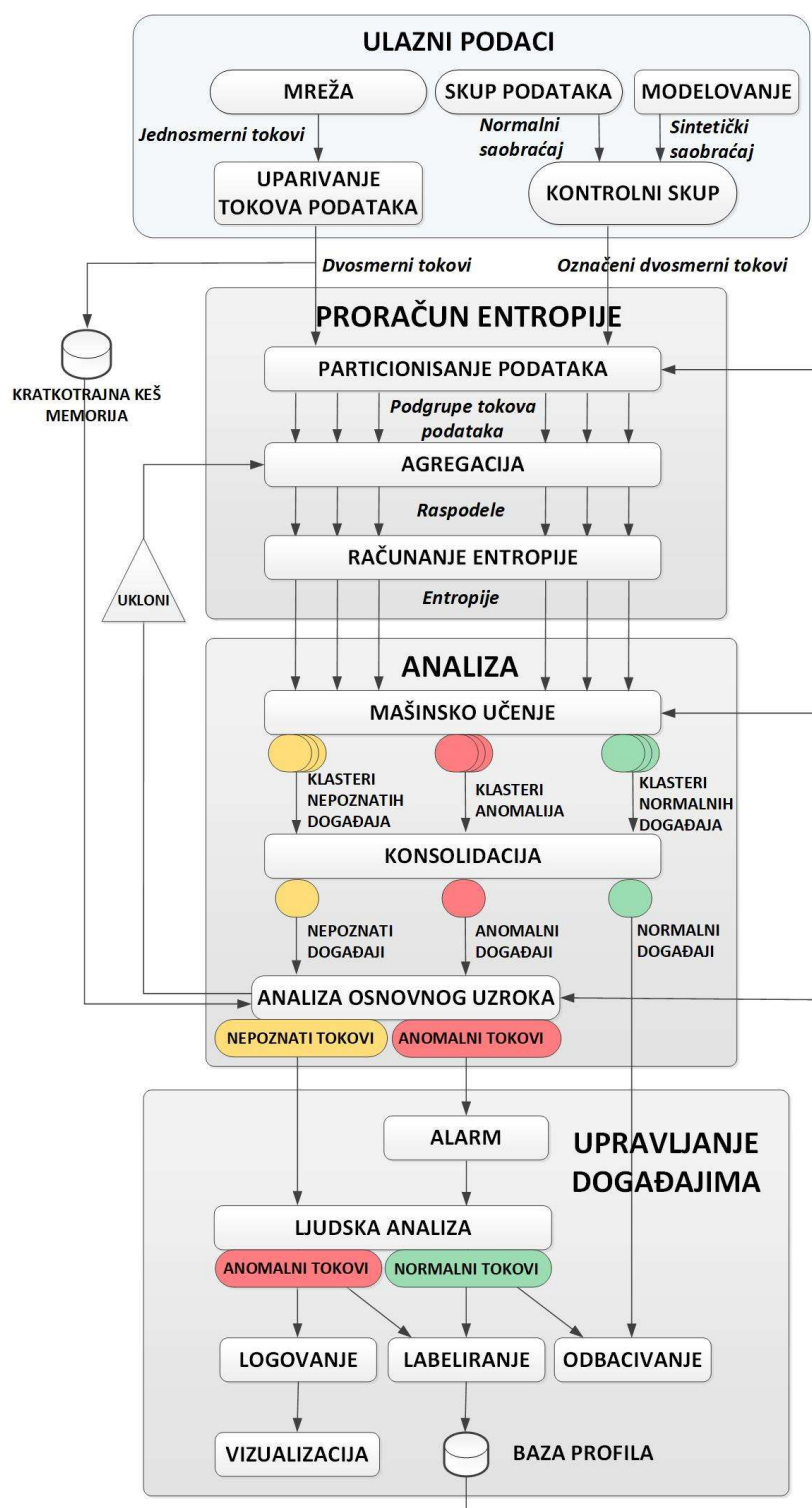 ULAZNI PODACI
MREŽA
SKUP PODATAKA
MODELOVANJE
Jednosmerni tokovi
Normalni
saobraćaj
Sintetički
saobraćaj
UPARIVANJE
TOKOVA PODATAKA
KONTROLNI SKUP
Dvosmerni tokovi
Označeni dvosmerni tokovi
PRORAČUN ENTROPIJE
KRATKOTRAJNA KEŠ
MEMORIJA
PARTICIONISANJE PODATAKA
Podgrupe tokova
podataka
AGREGACIJA
Raspodele
RAČUNANJE ENTROPIJE
UKLONI
Entropije
ANALIZA
MAŠINSKO UČENJE
KLASTERI
NEPOZNATIH
DOGAĐAJA
KLASTERI
ANOMALIJA
KLASTERI
NORMALNIH
DOGAĐAJA
KONSOLIDACIJA
NEPOZNATI
DOGAĐAJI
ANOMALNI
DOGAĐAJI
NORMALNI
DOGAĐAJI
ANALIZA OSNOVNOG UZROKA
NEPOZNATI TOKOVI
ANOMALNI TOKOVI
UPRAVLJANJE
DOGAĐAJIMA
ALARM
LJUDSKA ANALIZA
ANOMALNI TOKOVI
NORMALNI TOKOVI
LOGOVANJE
LABELIRANJE
ODBACIVANJE
VIZUALIZACIJA
BAZA PROFILA